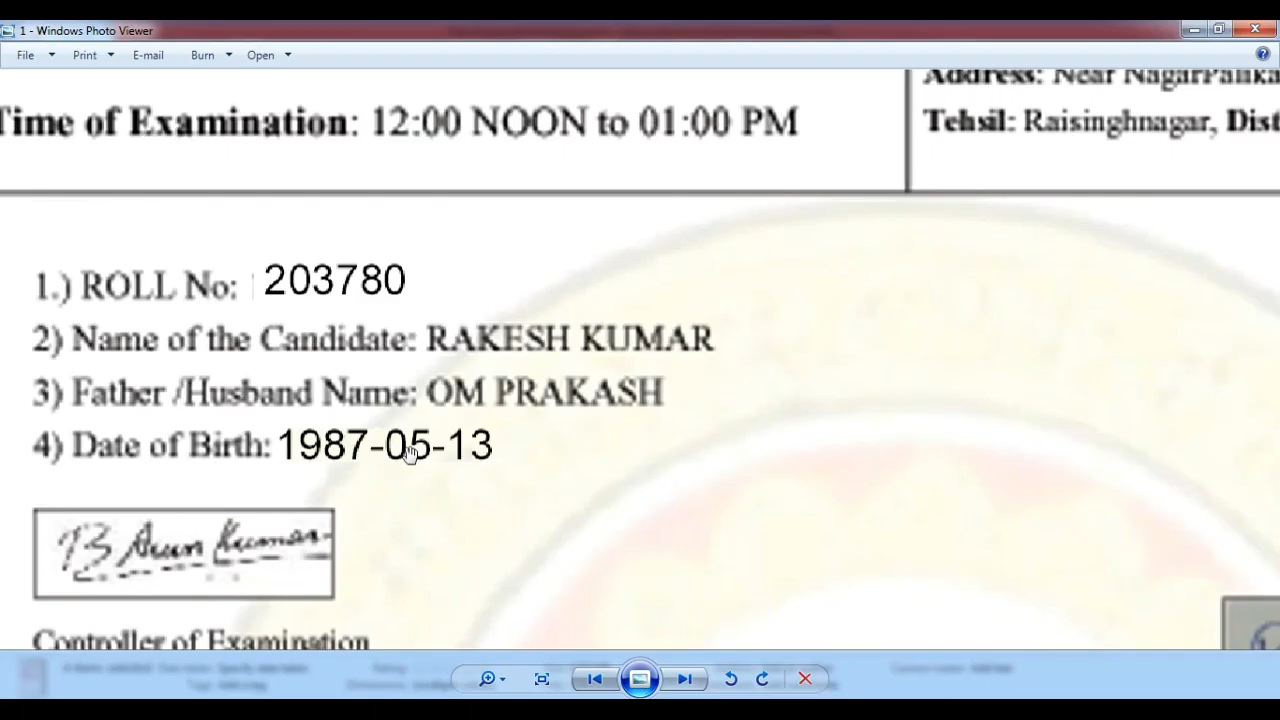 1 - Windows Photo Viewer
File Print E-mail Burn Open
Address: Near NagarPalika
Time of Examination: 12:00 NOON to 01:00 PM
Tehsil: Raisinghnagar, Dist
1.) ROLL No: 203780
2) Name of the Candidate: RAKESH KUMAR
3) Father /Husband Name: OM PRAKASH
4) Date of Birth: 1987-05-13
B Arun Kumar
Controller of Examination